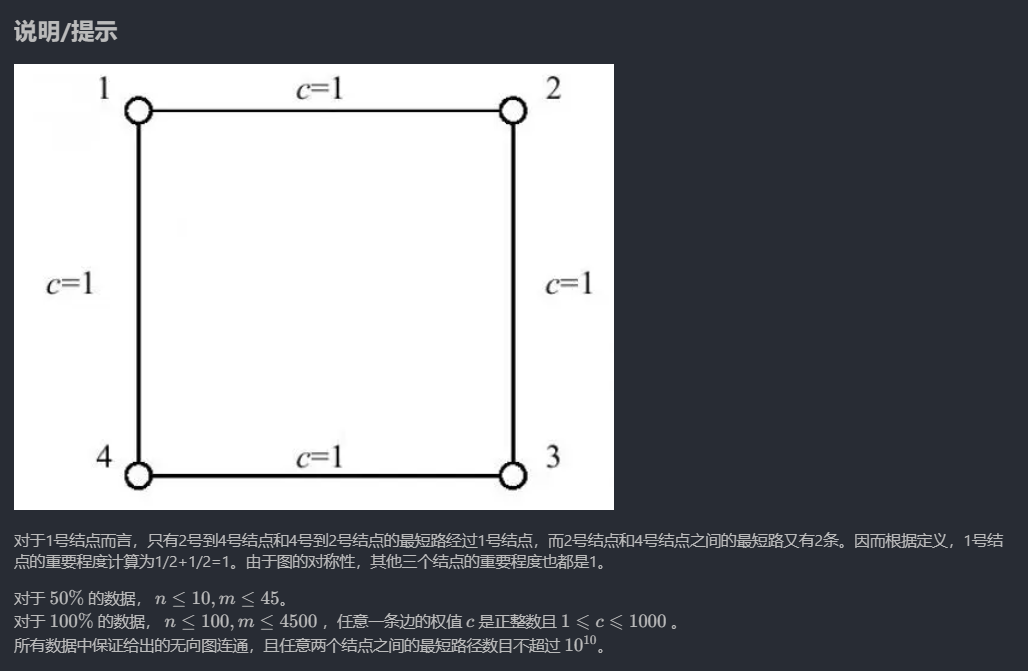 说明/提示
1 c=1 2
c=1 c=1
4 c=1 3
对于1号结点而言，只有2号到4号结点和4号到2号结点的最短路经过1号结点，而2号结点和4号结点之间的最短路又有2条。因而根据定义，1号结
点的重要程度计算为1/2+1/2=1。由于图的对称性，其他三个结点的重要程度也都是1。
对于 50% 的数据， n ≤ 10, m ≤ 45。
对于 100% 的数据， n ≤ 100, m ≤ 4500 ，任意一条边的权值 c 是正整数且 1 ⩽ c ⩽ 1000 。
所有数据中保证给出的无向图连通，且任意两个结点之间的最短路径数目不超过 10¹⁰。